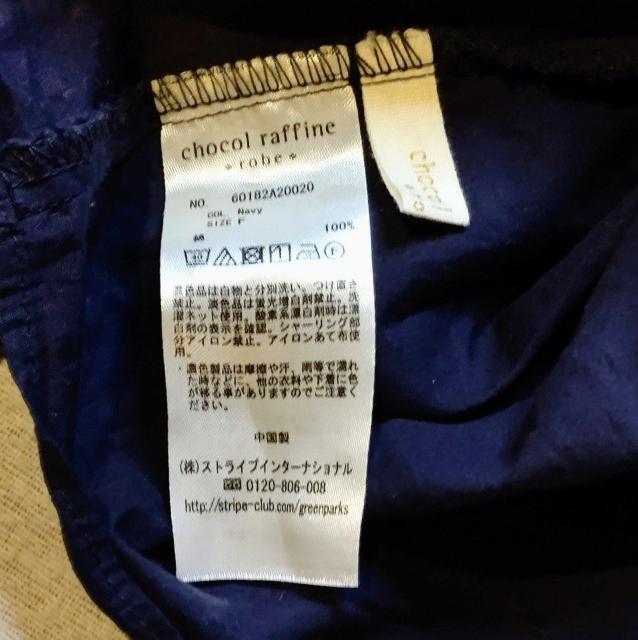 chocol raffine
* robe *
NO. 60182A20020
COL. Navy
SIZE F
綿 100%
濃色品は白物と分別洗い。つけ置き
禁止。淡色品は蛍光増白剤禁止。洗
濯ネット使用。酸素系漂白剤時は漂
白剤の表示を確認。シャーリング部
分アイロン禁止。アイロンあて布使
用。
・濃色製品は摩擦や汗、雨等で濡れ
た時などに、他の衣料や下着に色
が移る事がありますのでご注意く
ださい。
中国製
(株)ストライプインターナショナル
0120-806-008
http://stripe-club.com/greenparks
chocol